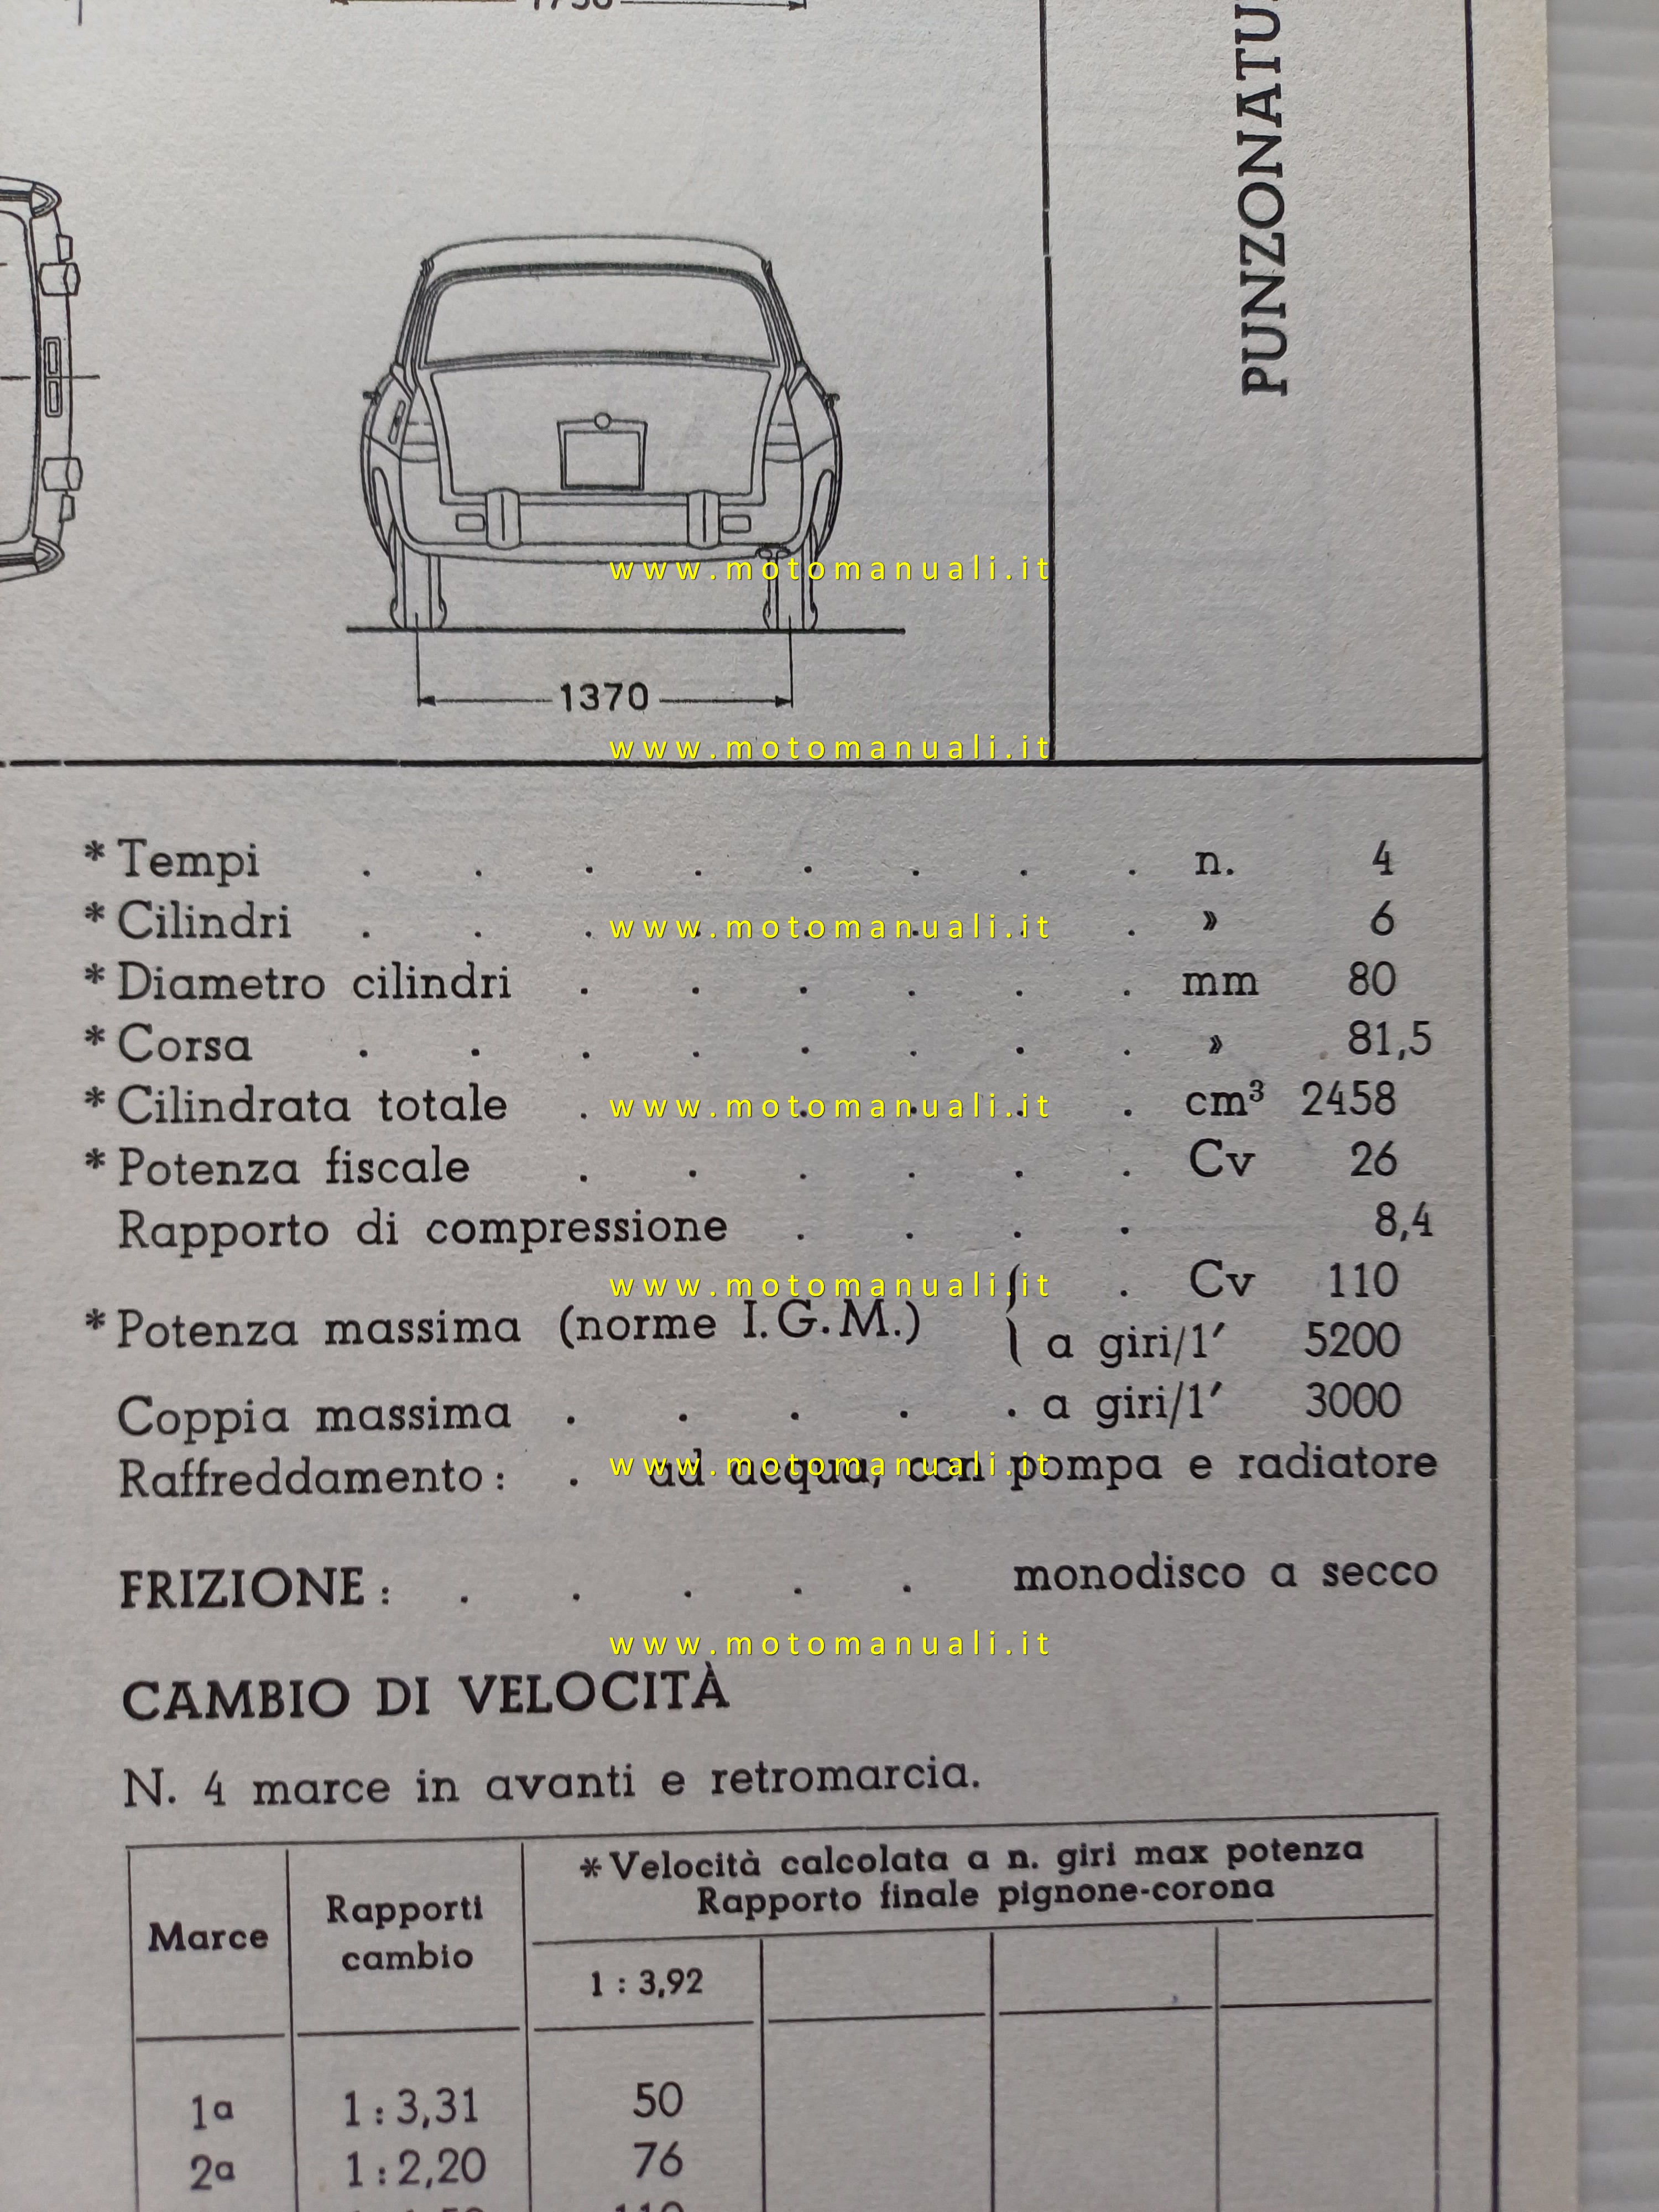 PUNZONATU
www.motomanuali.it
1370
www.motomanuali.it
* Tempi . . . . . . . . n. 4
* Cilindri . . . . » 6
www.motomanuali.it
* Diametro cilindri . . . . . . mm 80
* Corsa . . . . . . . . » 81,5
* Cilindrata totale . . . . . cm³ 2458
www.motomanuali.it
* Potenza fiscale . . . . . . Cv 26
Rapporto di compressione . . . . 8,4
www.motomanuali.it
. Cv 110
* Potenza massima (norme I.G.M.)
a giri/1′ 5200
Coppia massima . . . . . a giri/1′ 3000
Raffreddamento: . ad acqua, con pompa e radiatore
www.motomanuali.it
FRIZIONE: . . . . . monodisco a secco
www.motomanuali.it
CAMBIO DI VELOCITÀ
N. 4 marce in avanti e retromarcia.
Marce
Rapporti
cambio
* Velocità calcolata a n. giri max potenza
Rapporto finale pignone-corona
1 : 3,92
1a 1 : 3,31 50
2a 1 : 2,20 76